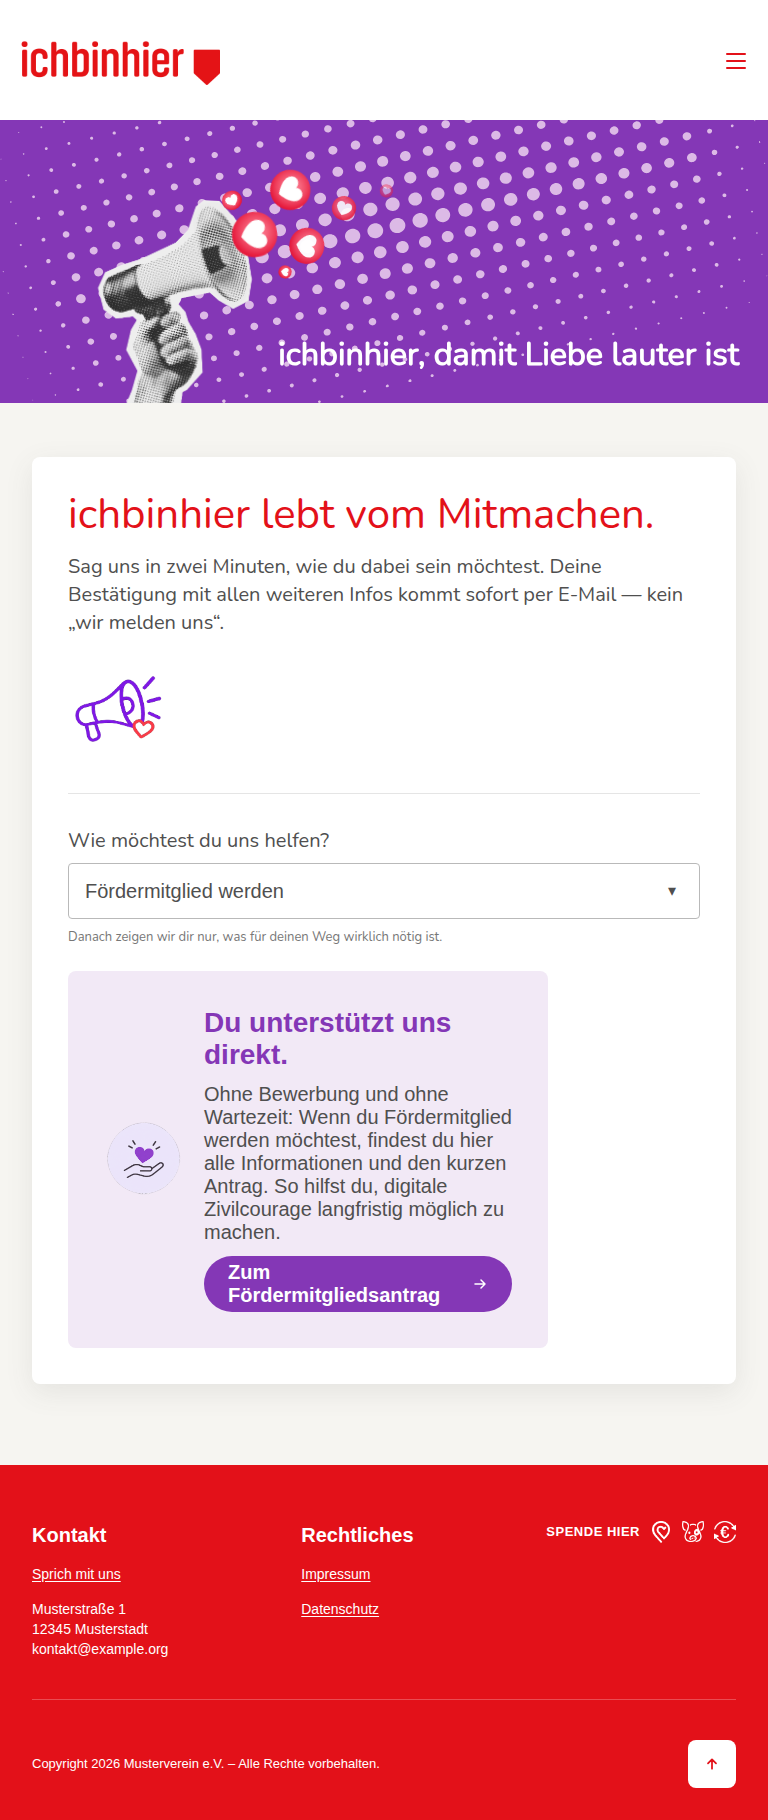 ichbinhier
ichbinhier, damit Liebe lauter ist
ichbinhier lebt vom Mitmachen.
Sag uns in zwei Minuten, wie du dabei sein möchtest. Deine
Bestätigung mit allen weiteren Infos kommt sofort per E-Mail — kein
„wir melden uns“.
Wie möchtest du uns helfen?
Fördermitglied werden
Danach zeigen wir dir nur, was für deinen Weg wirklich nötig ist.
Du unterstützt uns
direkt.
Ohne Bewerbung und ohne
Wartezeit: Wenn du Fördermitglied
werden möchtest, findest du hier
alle Informationen und den kurzen
Antrag. So hilfst du, digitale
Zivilcourage langfristig möglich zu
machen.
Zum
Fördermitgliedsantrag →
Kontakt
Sprich mit uns
Musterstraße 1
12345 Musterstadt
kontakt@example.org
Rechtliches
Impressum
Datenschutz
SPENDE HIER
Copyright 2026 Musterverein e.V. – Alle Rechte vorbehalten.